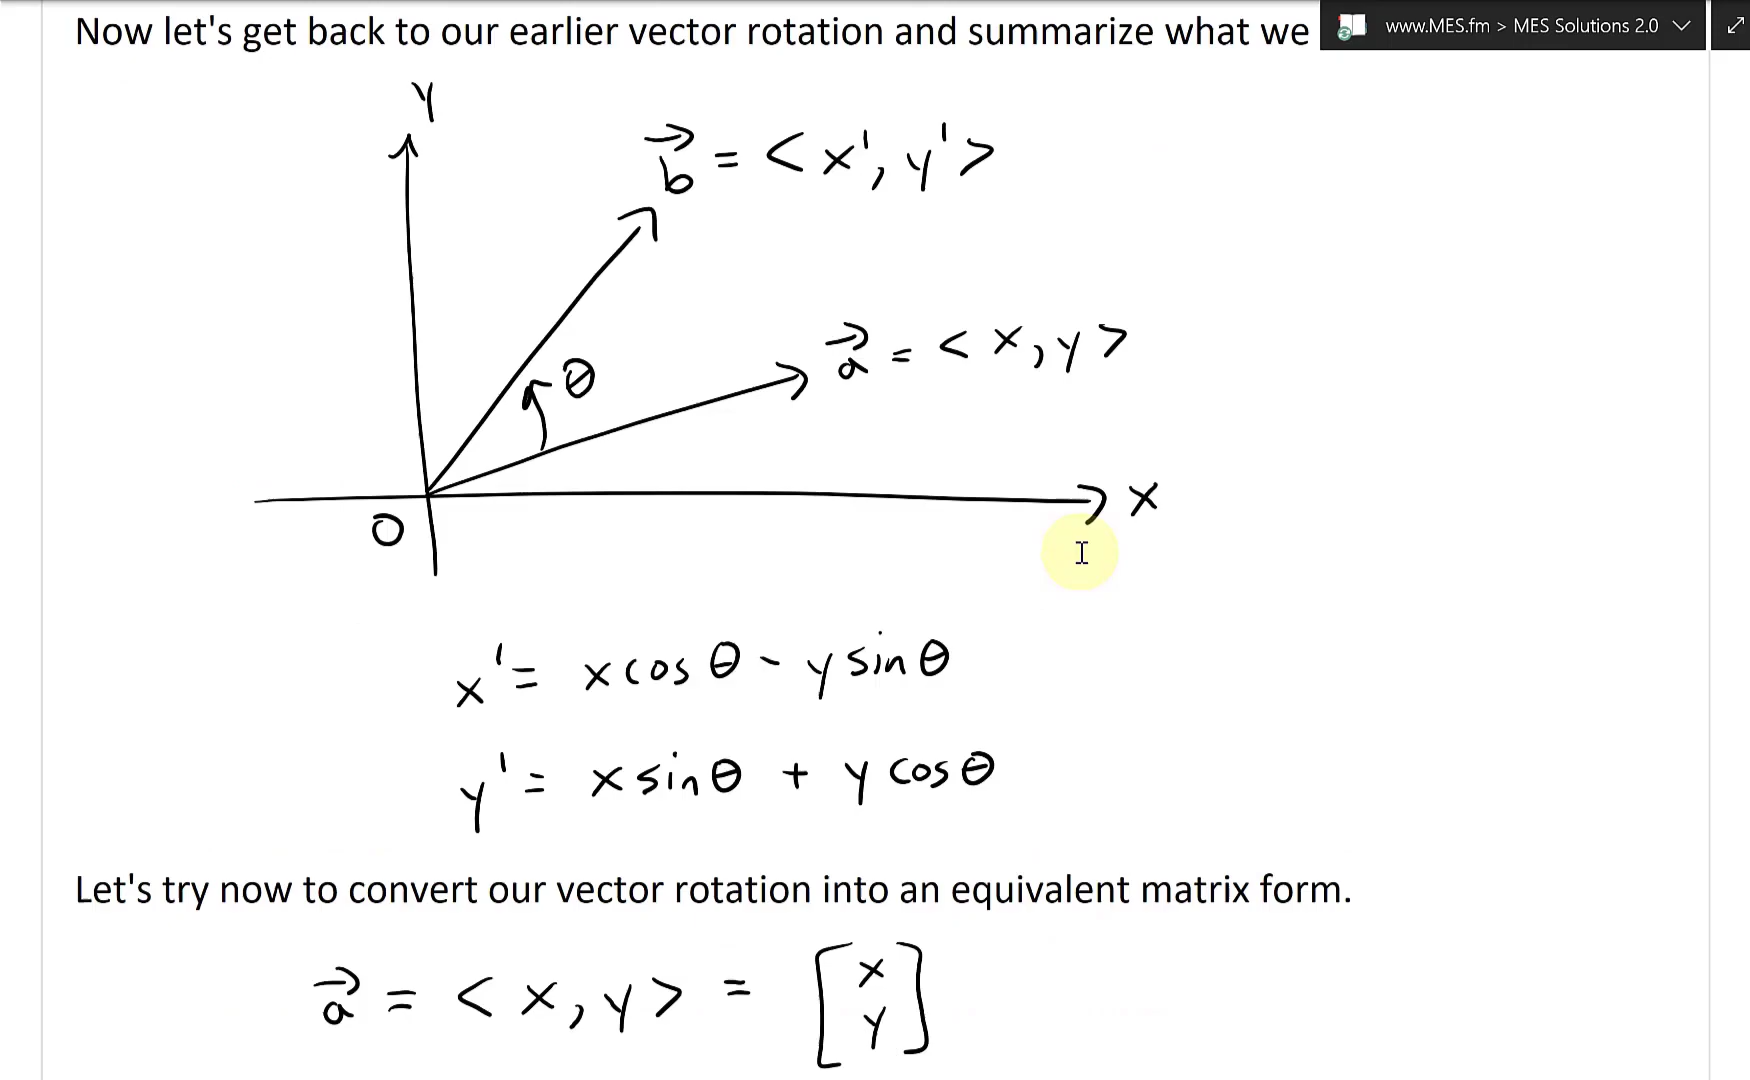 Now let's get back to our earlier vector rotation and summarize what we
www.MES.fm > MES Solutions 2.0
Y
b⃗ = < x', y' >
a⃗ = < x, y >
θ
X
O
x' = x cos θ - y sin θ
y' = x sin θ + y cos θ
Let's try now to convert our vector rotation into an equivalent matrix form.
a⃗ = < x, y > = [x
y]